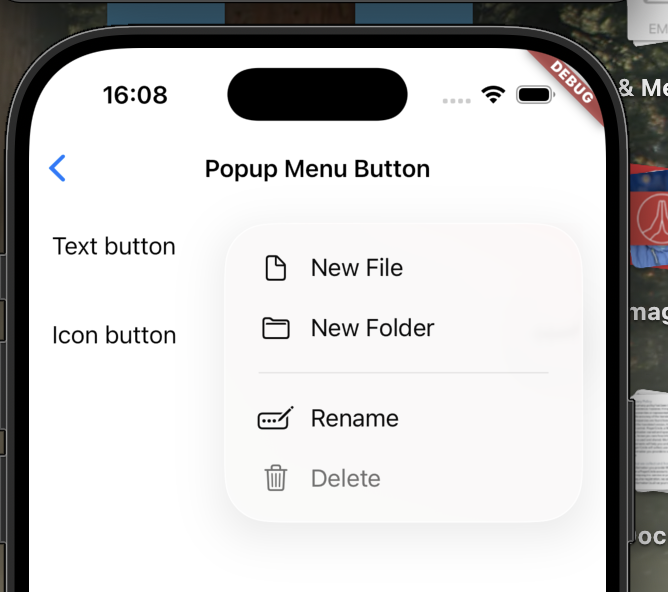 EM
16:08
DEBUG
& Me
Popup Menu Button
Text button
New File
mag
New Folder
Icon button
Rename
Delete
oc